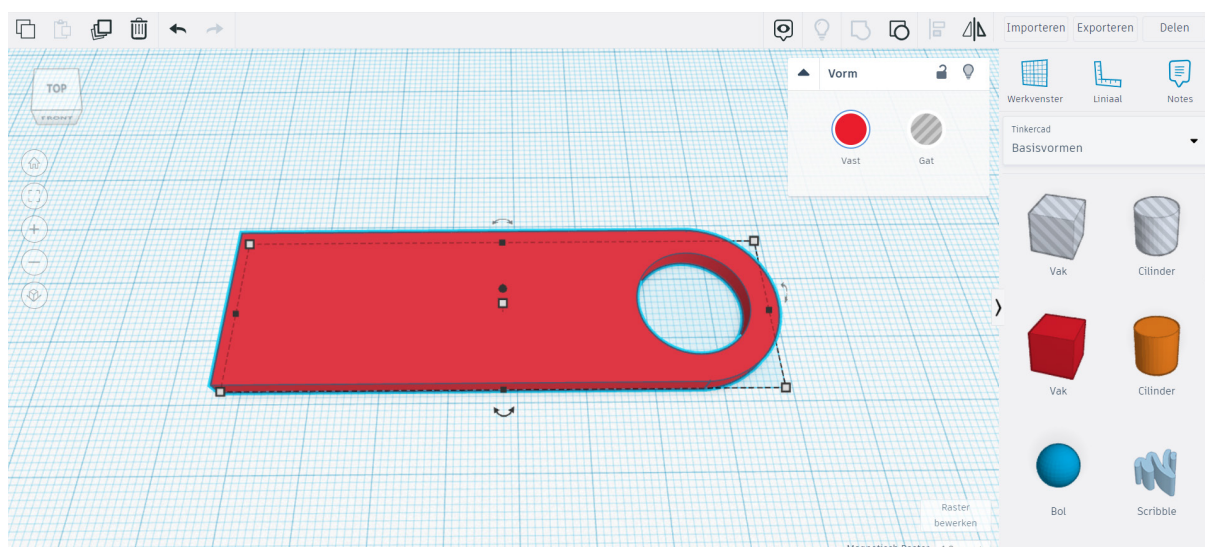 Importeren Exporteren Delen
TOP
FRONT
Vorm
Vast Gat
Werkvenster Liniaal Notes
Tinkercad
Basisvormen
Vak Cilinder
Vak Cilinder
Bol Scribble
Raster
bewerken